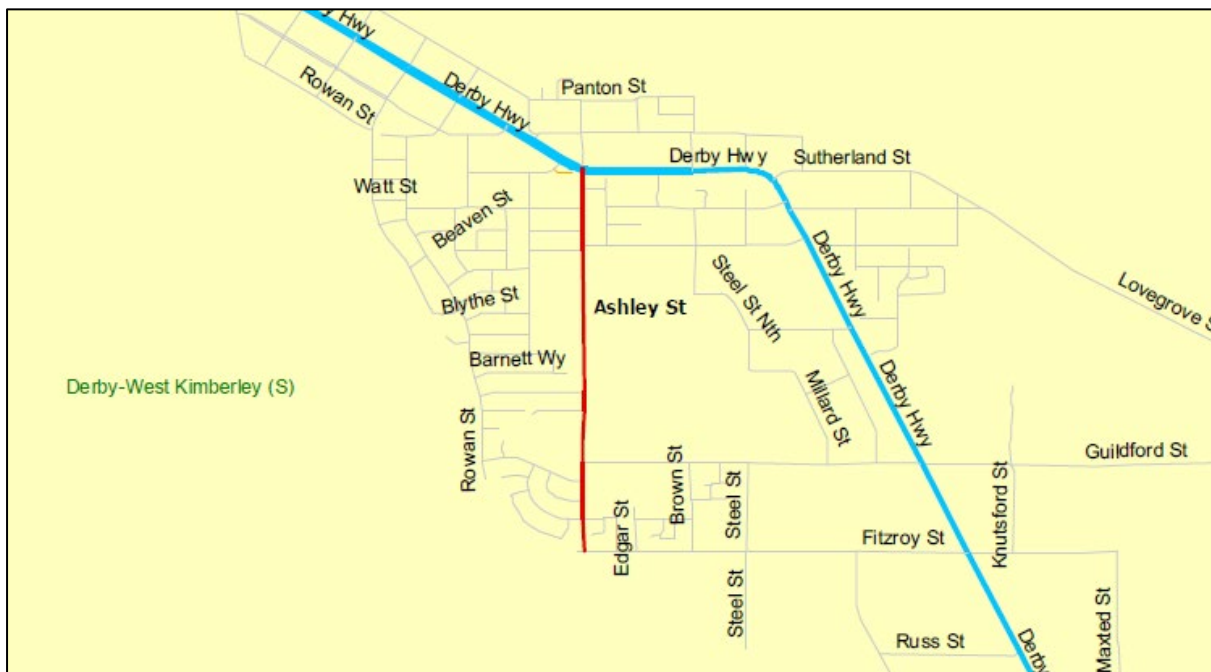 y Hwy
Derby Hwy
Panton St
Rowan St
Derby Hwy
Sutherland St
Watt St
Beaven St
Derby Hwy
Steel St Nth
Lovegrove S
Blythe St
Ashley St
Barnett Wy
Derby Hwy
Derby-West Kimberley (S)
Millard St
Rowan St
Brown St
Steel St
Guildford St
Knutsford St
Edgar St
Fitzroy St
Steel St
Russ St
Maxted St
Derby